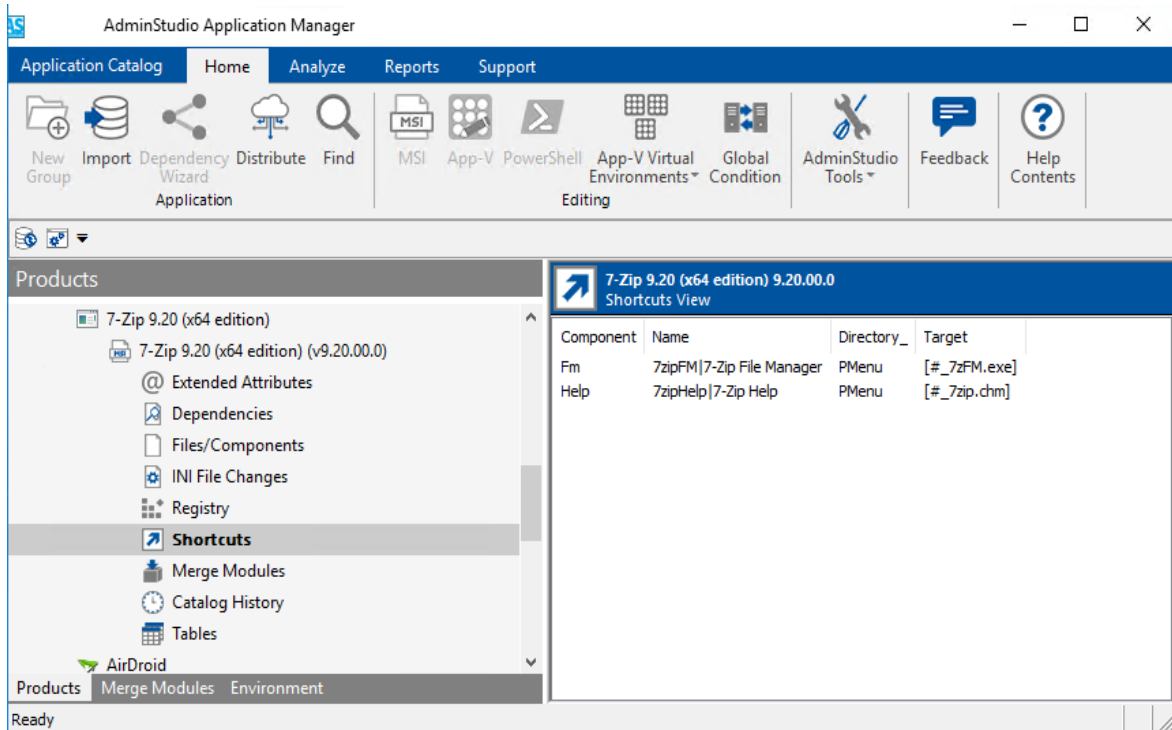 AS AdminStudio Application Manager
Application Catalog Home Analyze Reports Support
New Group Import Dependency Wizard Distribute Find MSI MSI App-V PowerShell App-V Virtual Environments Global Condition AdminStudio Tools Feedback Help Contents
Application Editing
Products
7-Zip 9.20 (x64 edition)
7-Zip 9.20 (x64 edition) (v9.20.00.0)
Extended Attributes
Dependencies
Files/Components
INI File Changes
Registry
Shortcuts
Merge Modules
Catalog History
Tables
AirDroid
Products Merge Modules Environment
7-Zip 9.20 (x64 edition) 9.20.00.0
Shortcuts View
Component Name Directory_ Target
Fm 7zipFM|7-Zip File Manager PMenu [#_7zFM.exe]
Help 7zipHelp|7-Zip Help PMenu [#_7zip.chm]
Ready